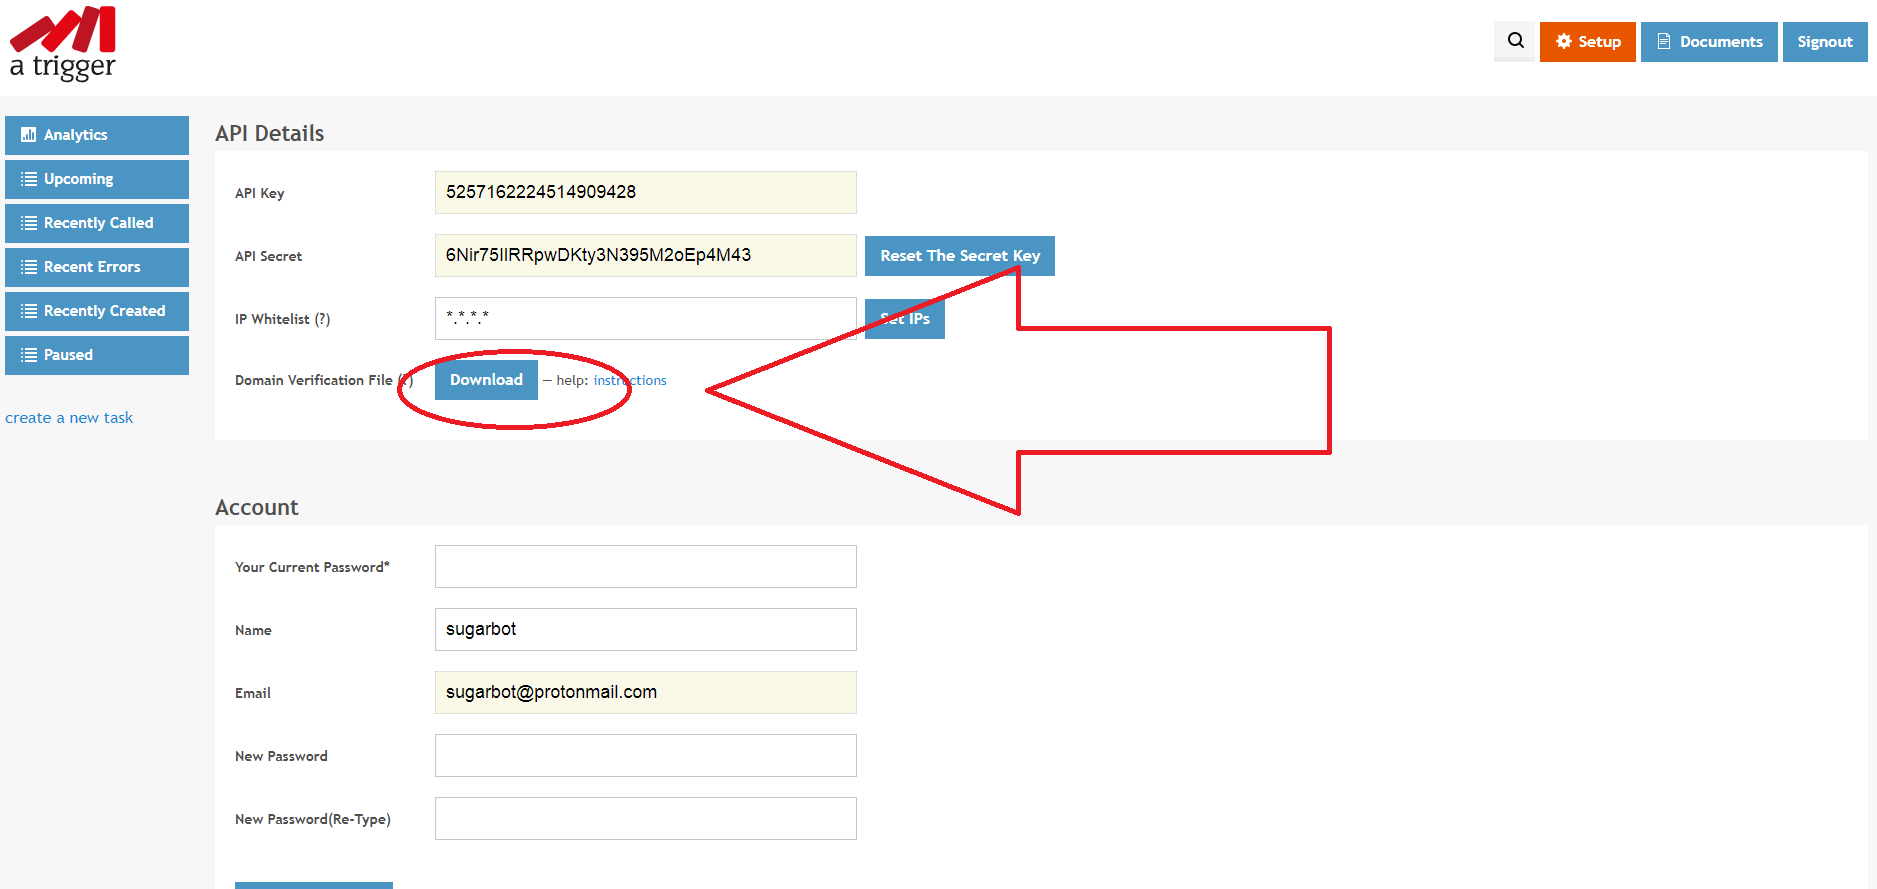 a trigger
Setup
Documents
Signout
Analytics
Upcoming
Recently Called
Recent Errors
Recently Created
Paused
create a new task
API Details
API Key
5257162224514909428
API Secret
6Nir75IlRRpwDKty3N395M2oEp4M43
Reset The Secret Key
IP Whitelist (?)
*.*.*.*
Set IPs
Domain Verification File (?)
Download
— help: instructions
Account
Your Current Password*
Name
sugarbot
Email
sugarbot@protonmail.com
New Password
New Password(Re-Type)